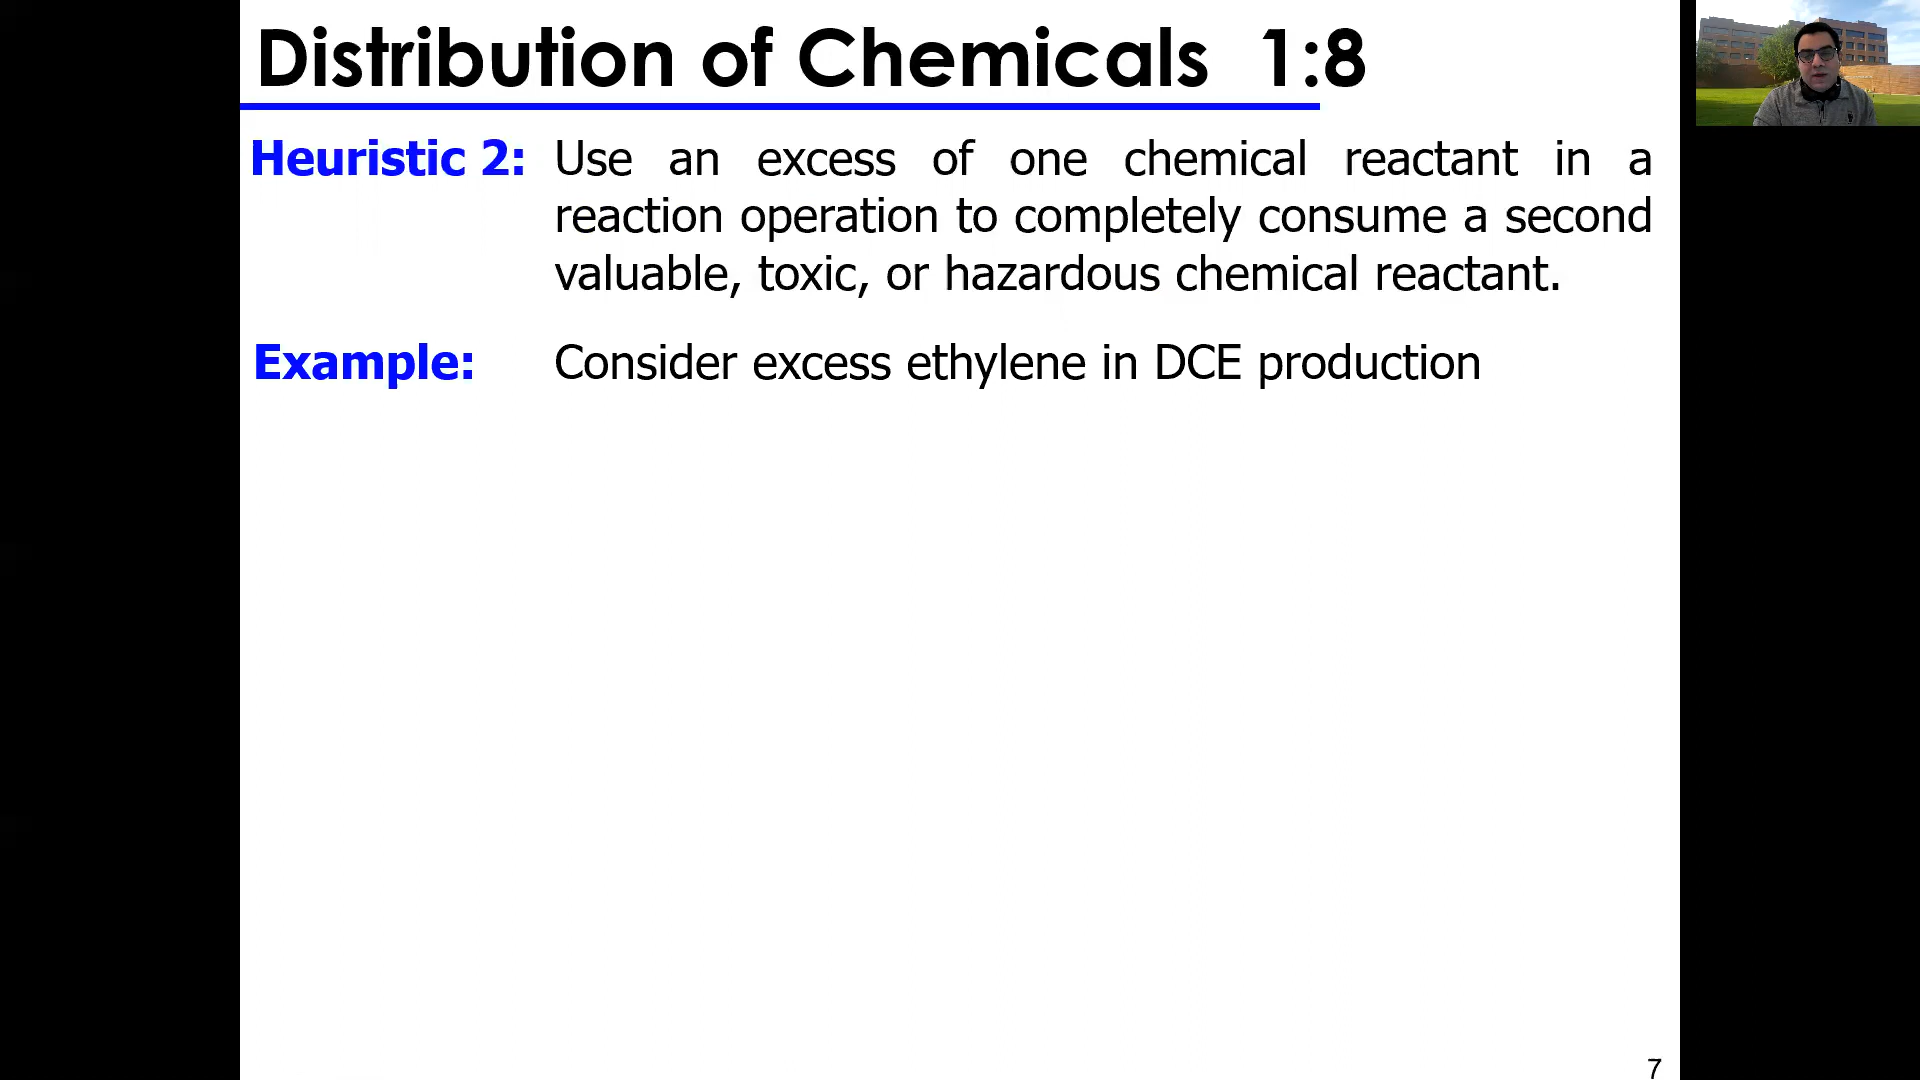 Distribution of Chemicals 1:8
Heuristic 2: Use an excess of one chemical reactant in a
reaction operation to completely consume a second
valuable, toxic, or hazardous chemical reactant.
Example: Consider excess ethylene in DCE production
7